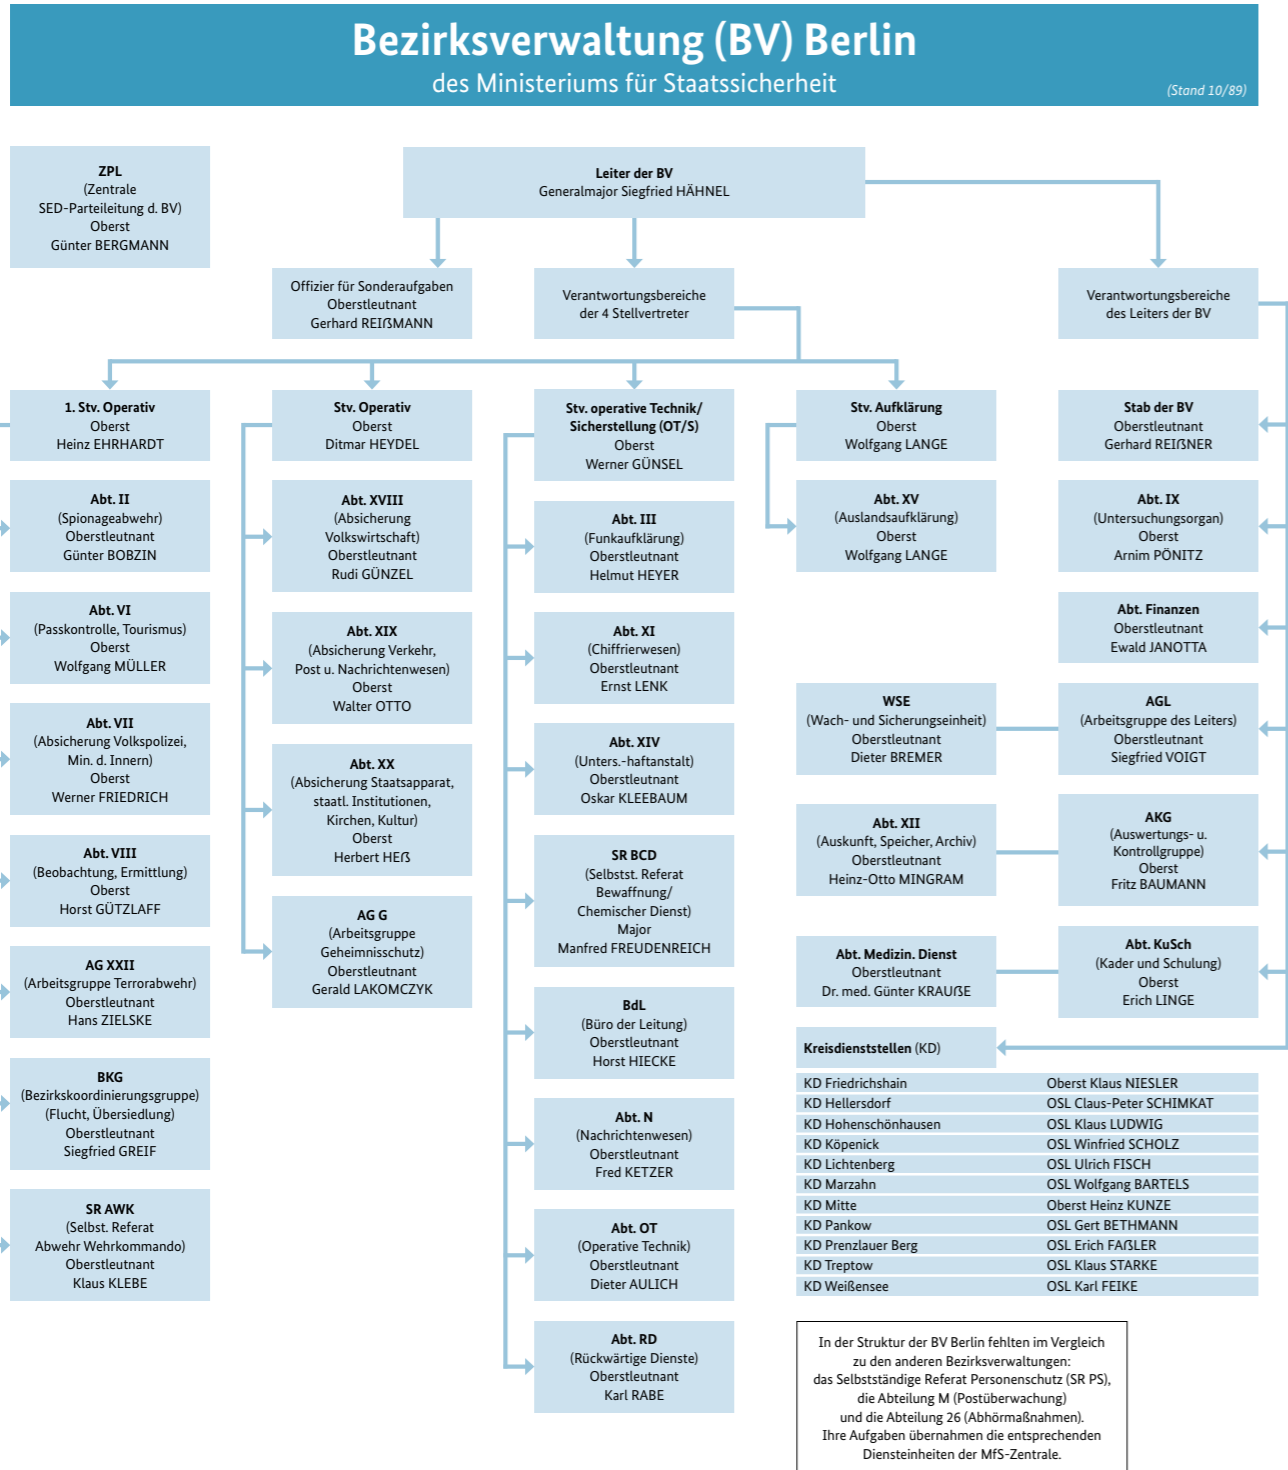 Bezirksverwaltung (BV) Berlin
des Ministeriums für Staatssicherheit
(Stand 10/89)
ZPL
(Zentrale
SED-Parteileitung d. BV)
Oberst
Günter BERGMANN
Leiter der BV
Generalmajor Siegfried HÄHNEL
Offizier für Sonderaufgaben
Oberstleutnant
Gerhard REIßMANN
Verantwortungsbereiche
der 4 Stellvertreter
Verantwortungsbereiche
des Leiters der BV
1. Stv. Operativ
Oberst
Heinz EHRHARDT
Abt. II
(Spionageabwehr)
Oberstleutnant
Günter BOBZIN
Abt. VI
(Passkontrolle, Tourismus)
Oberst
Wolfgang MÜLLER
Abt. VII
(Absicherung Volkspolizei,
Min. d. Innern)
Oberst
Werner FRIEDRICH
Abt. VIII
(Beobachtung, Ermittlung)
Oberst
Horst GÜTZLAFF
AG XXII
(Arbeitsgruppe Terrorabwehr)
Oberstleutnant
Hans ZIELSKE
BKG
(Bezirkskoordinierungsgruppe)
(Flucht, Übersiedlung)
Oberstleutnant
Siegfried GREIF
SR AWK
(Selbst. Referat
Abwehr Wehrkommando)
Oberstleutnant
Klaus KLEBE
Stv. Operativ
Oberst
Ditmar HEYDEL
Abt. XVIII
(Absicherung
Volkswirtschaft)
Oberstleutnant
Rudi GÜNZEL
Abt. XIX
(Absicherung Verkehr,
Post u. Nachrichtenwesen)
Oberst
Walter OTTO
Abt. XX
(Absicherung Staatsapparat,
staatl. Institutionen,
Kirchen, Kultur)
Oberst
Herbert HEß
AG G
(Arbeitsgruppe
Geheimnisschutz)
Oberstleutnant
Gerald LAKOMCZYK
Stv. operative Technik/
Sicherstellung (OT/S)
Oberst
Werner GÜNSEL
Abt. III
(Funkaufklärung)
Oberstleutnant
Helmut HEYER
Abt. XI
(Chiffrierwesen)
Oberstleutnant
Ernst LENK
Abt. XIV
(Unters.-haftanstalt)
Oberstleutnant
Oskar KLEEBAUM
SR BCD
(Selbstst. Referat
Bewaffnung/
Chemischer Dienst)
Major
Manfred FREUDENREICH
BdL
(Büro der Leitung)
Oberstleutnant
Horst HIECKE
Abt. N
(Nachrichtenwesen)
Oberstleutnant
Fred KETZER
Abt. OT
(Operative Technik)
Oberstleutnant
Dieter AULICH
Abt. RD
(Rückwärtige Dienste)
Oberstleutnant
Karl RABE
Stv. Aufklärung
Oberst
Wolfgang LANGE
Abt. XV
(Auslandsaufklärung)
Oberst
Wolfgang LANGE
Stab der BV
Oberstleutnant
Gerhard REIßNER
Abt. IX
(Untersuchungsorgan)
Oberst
Arnim PÖNITZ
Abt. Finanzen
Oberstleutnant
Ewald JANOTTA
WSE
(Wach- und Sicherungseinheit)
Oberstleutnant
Dieter BREMER
AGL
(Arbeitsgruppe des Leiters)
Oberstleutnant
Siegfried VOIGT
Abt. XII
(Auskunft, Speicher, Archiv)
Oberstleutnant
Heinz-Otto MINGRAM
AKG
(Auswertungs- u.
Kontrollgruppe)
Oberst
Fritz BAUMANN
Abt. Medizin. Dienst
Oberstleutnant
Dr. med. Günter KRAUßE
Abt. KuSch
(Kader und Schulung)
Oberst
Erich LINGE
Kreisdienststellen (KD)
KD Friedrichshain Oberst Klaus NIESLER
KD Hellersdorf OSL Claus-Peter SCHIMKAT
KD Hohenschönhausen OSL Klaus LUDWIG
KD Köpenick OSL Winfried SCHOLZ
KD Lichtenberg OSL Ulrich FISCH
KD Marzahn OSL Wolfgang BARTELS
KD Mitte Oberst Heinz KUNZE
KD Pankow OSL Gert BETHMANN
KD Prenzlauer Berg OSL Erich FAßLER
KD Treptow OSL Klaus STARKE
KD Weißensee OSL Karl FEIKE
In der Struktur der BV Berlin fehlten im Vergleich
zu den anderen Bezirksverwaltungen:
das Selbstständige Referat Personenschutz (SR PS),
die Abteilung M (Postüberwachung)
und die Abteilung 26 (Abhörmaßnahmen).
Ihre Aufgaben übernahmen die entsprechenden
Diensteinheiten der MfS-Zentrale.